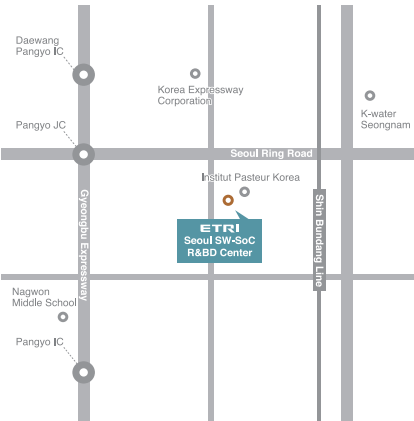 Daewang
Pangyo IC
Korea Expressway
Corporation
K-water
Seongnam
Pangyo JC
Seoul Ring Road
Institut Pasteur Korea
Gyeongbu Expressway
Shin Bundang Line
ETRI
Seoul SW-SoC
R&BD Center
Nagwon
Middle School
Pangyo IC